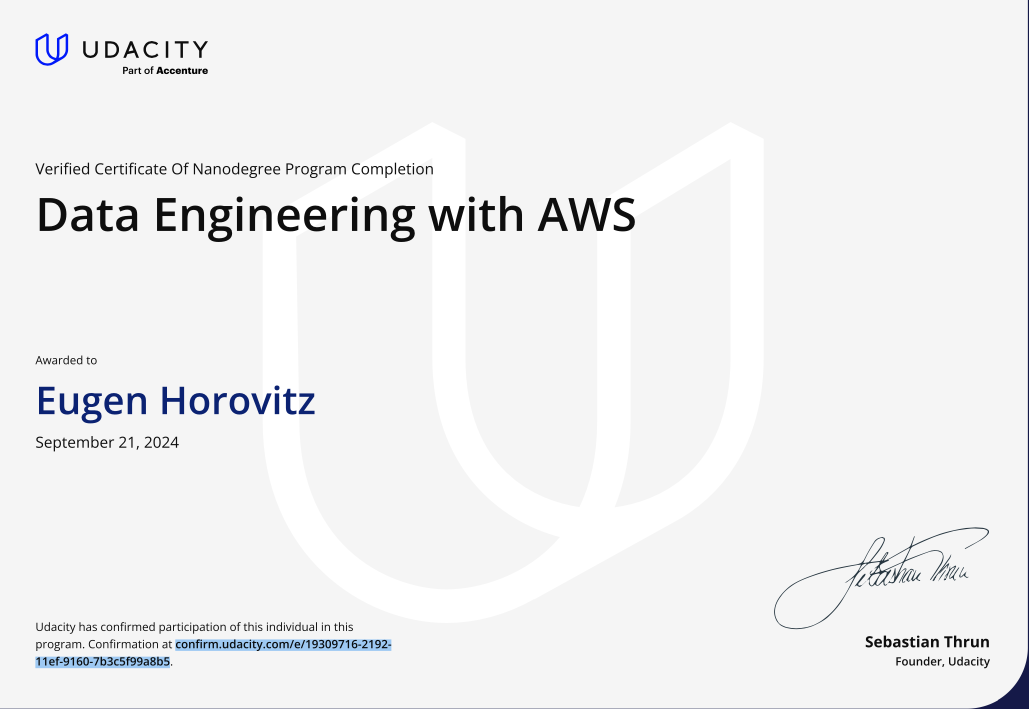 UDACITY
Part of Accenture
Verified Certificate Of Nanodegree Program Completion
Data Engineering with AWS
Awarded to
Eugen Horovitz
September 21, 2024
Udacity has confirmed participation of this individual in this
program. Confirmation at confirm.udacity.com/e/19309716-2192-
11ef-9160-7b3c5f99a8b5.
Sebastian Thrun
Sebastian Thrun
Founder, Udacity